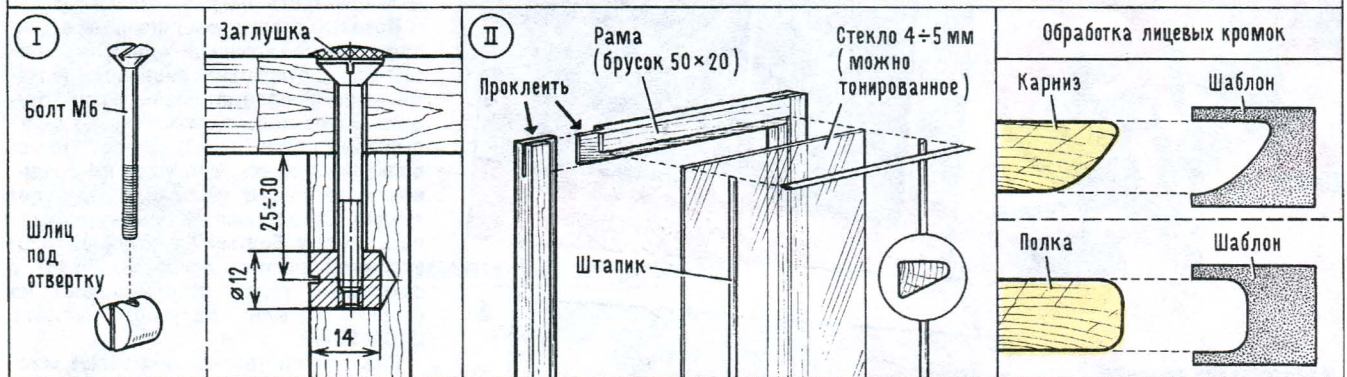 I
Заглушка
Болт М6
Шлиц
под
отвертку
25÷30
⌀12
14
II
Рама
(брусок 50×20)
Стекло 4÷5 мм
(можно
тонированное)
Проклеить
Штапик
Обработка лицевых кромок
Карниз
Шаблон
Полка
Шаблон